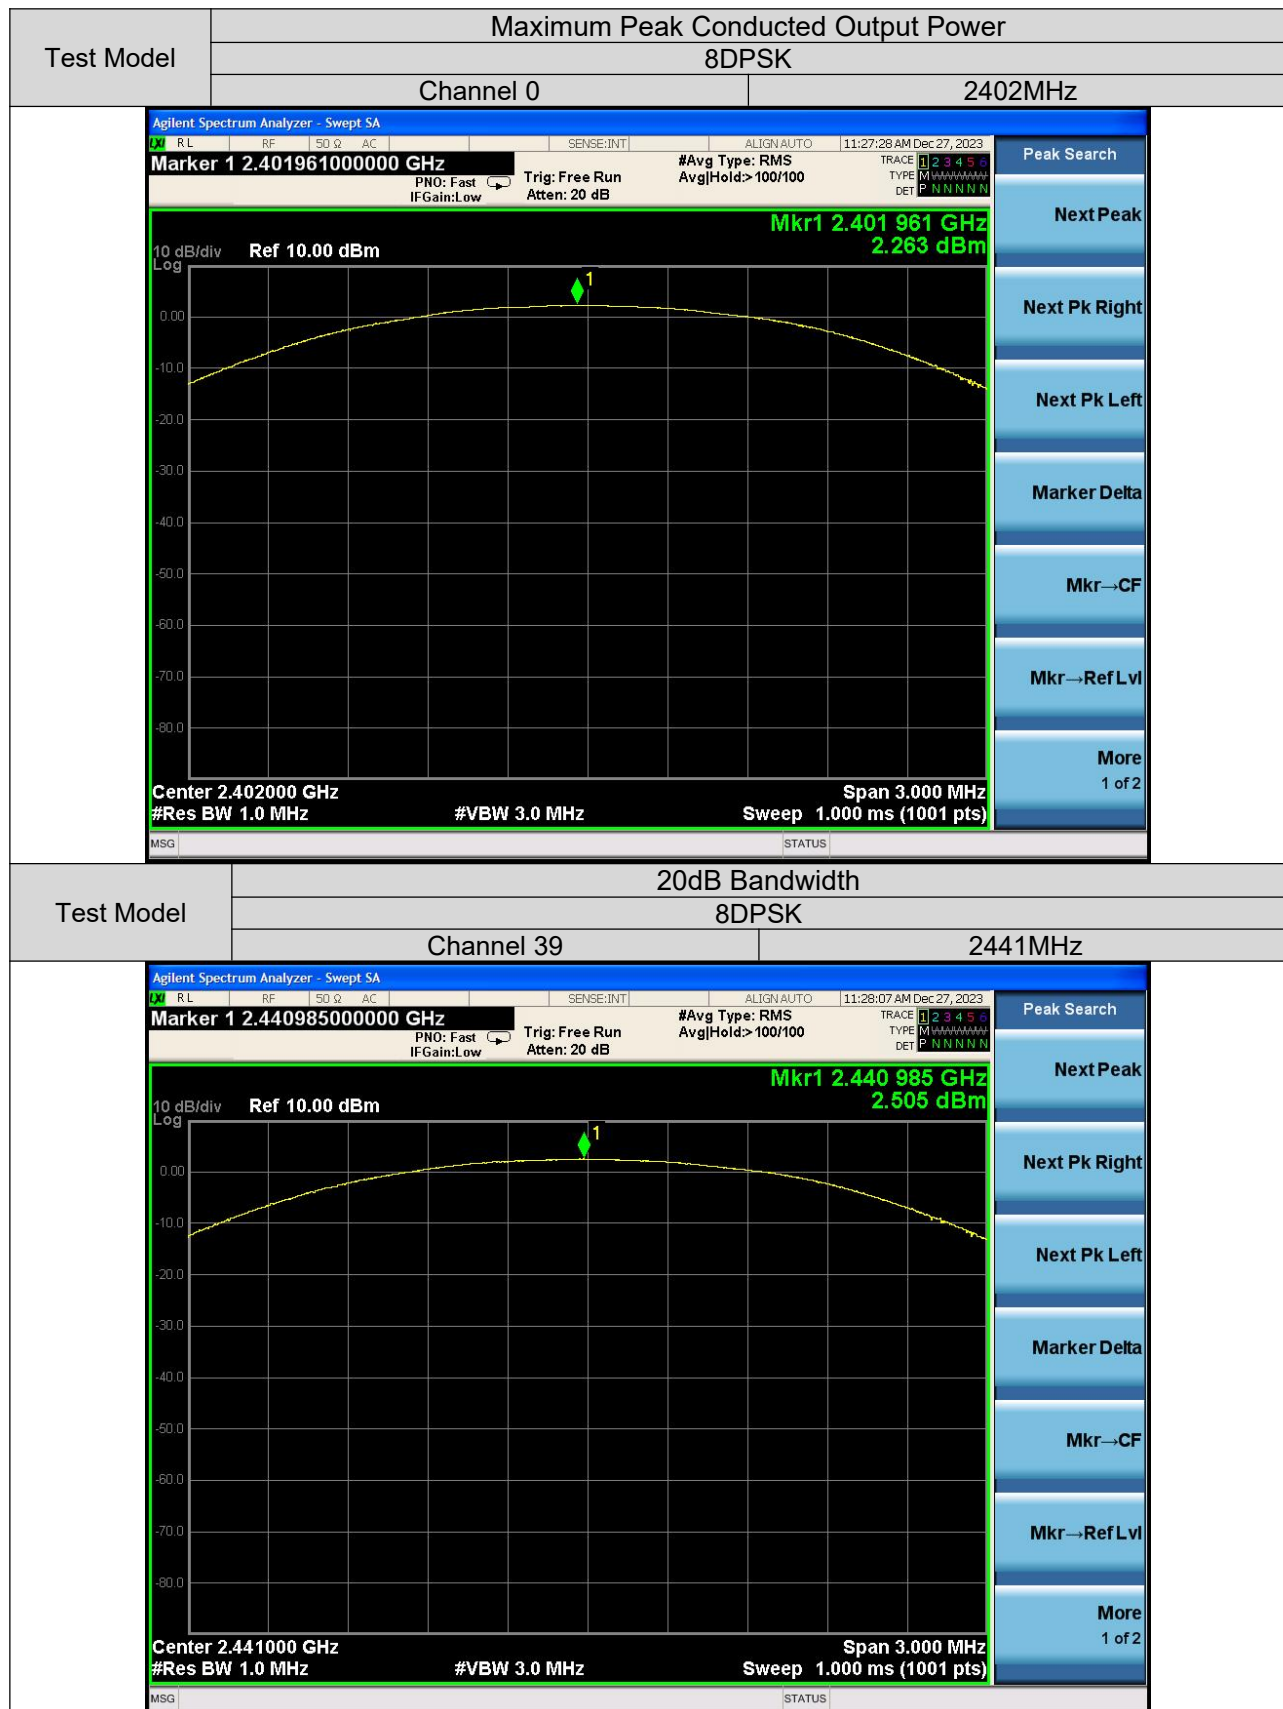 Test Model
Maximum Peak Conducted Output Power
8DPSK
Channel 0 2402MHz
Agilent Spectrum Analyzer - Swept SA
LXI RL RF 50 Ω AC SENSE:INT ALIGN AUTO 11:27:28 AM Dec 27, 2023
Marker 1 2.401961000000 GHz
PNO: Fast
IFGain:Low
Trig: Free Run
Atten: 20 dB
#Avg Type: RMS
Avg|Hold:>100/100
TRACE 1 2 3 4 5 6
TYPE M WWWWW
DET P N N N N N
Peak Search
Mkr1 2.401 961 GHz
2.263 dBm
10 dB/div Ref 10.00 dBm
Log
1
0.00
-10.0
-20.0
-30.0
-40.0
-50.0
-60.0
-70.0
-80.0
Center 2.402000 GHz Span 3.000 MHz
#Res BW 1.0 MHz #VBW 3.0 MHz Sweep 1.000 ms (1001 pts)
Next Peak
Next Pk Right
Next Pk Left
Marker Delta
Mkr→CF
Mkr→Ref Lvl
More
1 of 2
MSG STATUS
Test Model
20dB Bandwidth
8DPSK
Channel 39 2441MHz
Agilent Spectrum Analyzer - Swept SA
LXI RL RF 50 Ω AC SENSE:INT ALIGN AUTO 11:28:07 AM Dec 27, 2023
Marker 1 2.440985000000 GHz
PNO: Fast
IFGain:Low
Trig: Free Run
Atten: 20 dB
#Avg Type: RMS
Avg|Hold:>100/100
TRACE 1 2 3 4 5 6
TYPE M WWWWW
DET P N N N N N
Peak Search
Mkr1 2.440 985 GHz
2.505 dBm
10 dB/div Ref 10.00 dBm
Log
1
0.00
-10.0
-20.0
-30.0
-40.0
-50.0
-60.0
-70.0
-80.0
Center 2.441000 GHz Span 3.000 MHz
#Res BW 1.0 MHz #VBW 3.0 MHz Sweep 1.000 ms (1001 pts)
Next Peak
Next Pk Right
Next Pk Left
Marker Delta
Mkr→CF
Mkr→Ref Lvl
More
1 of 2
MSG STATUS